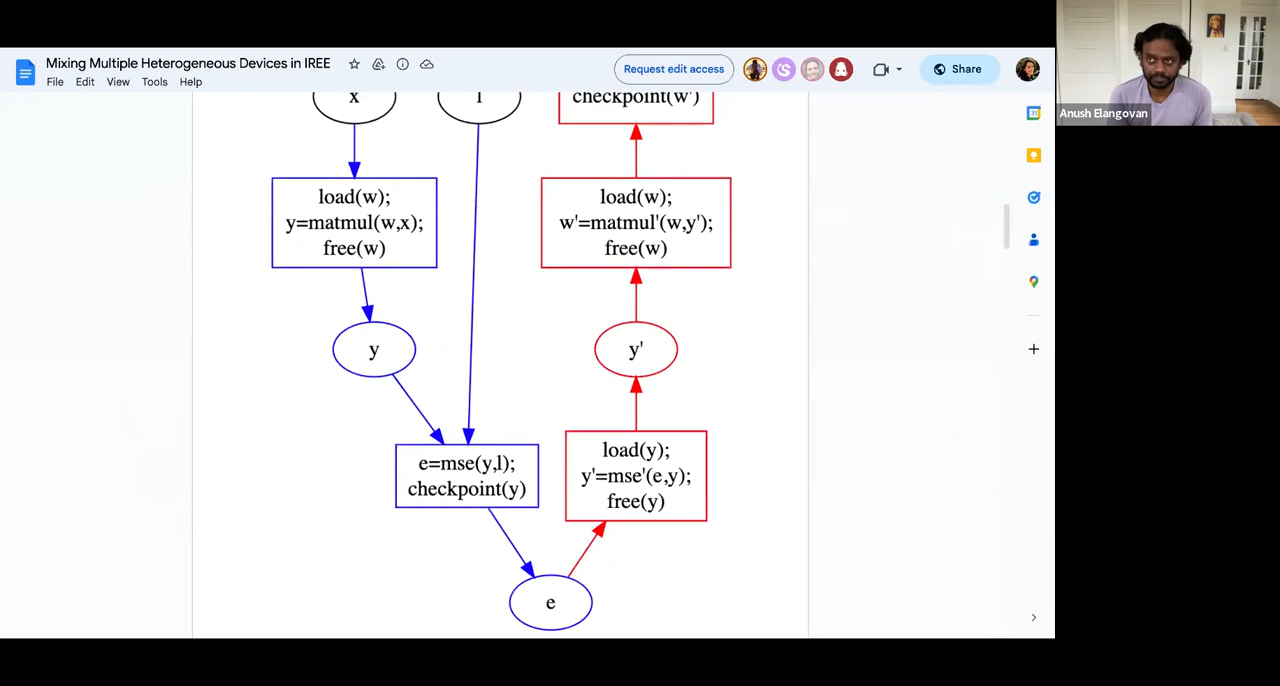 Mixing Multiple Heterogeneous Devices in IREE
File Edit View Tools Help
Request edit access
Share
Anush Elangovan
x
checkpoint(w')
load(w);
y=matmul(w,x);
free(w)
load(w);
w'=matmul'(w,y');
free(w)
y
y'
e=mse(y,l);
checkpoint(y)
load(y);
y'=mse'(e,y);
free(y)
e